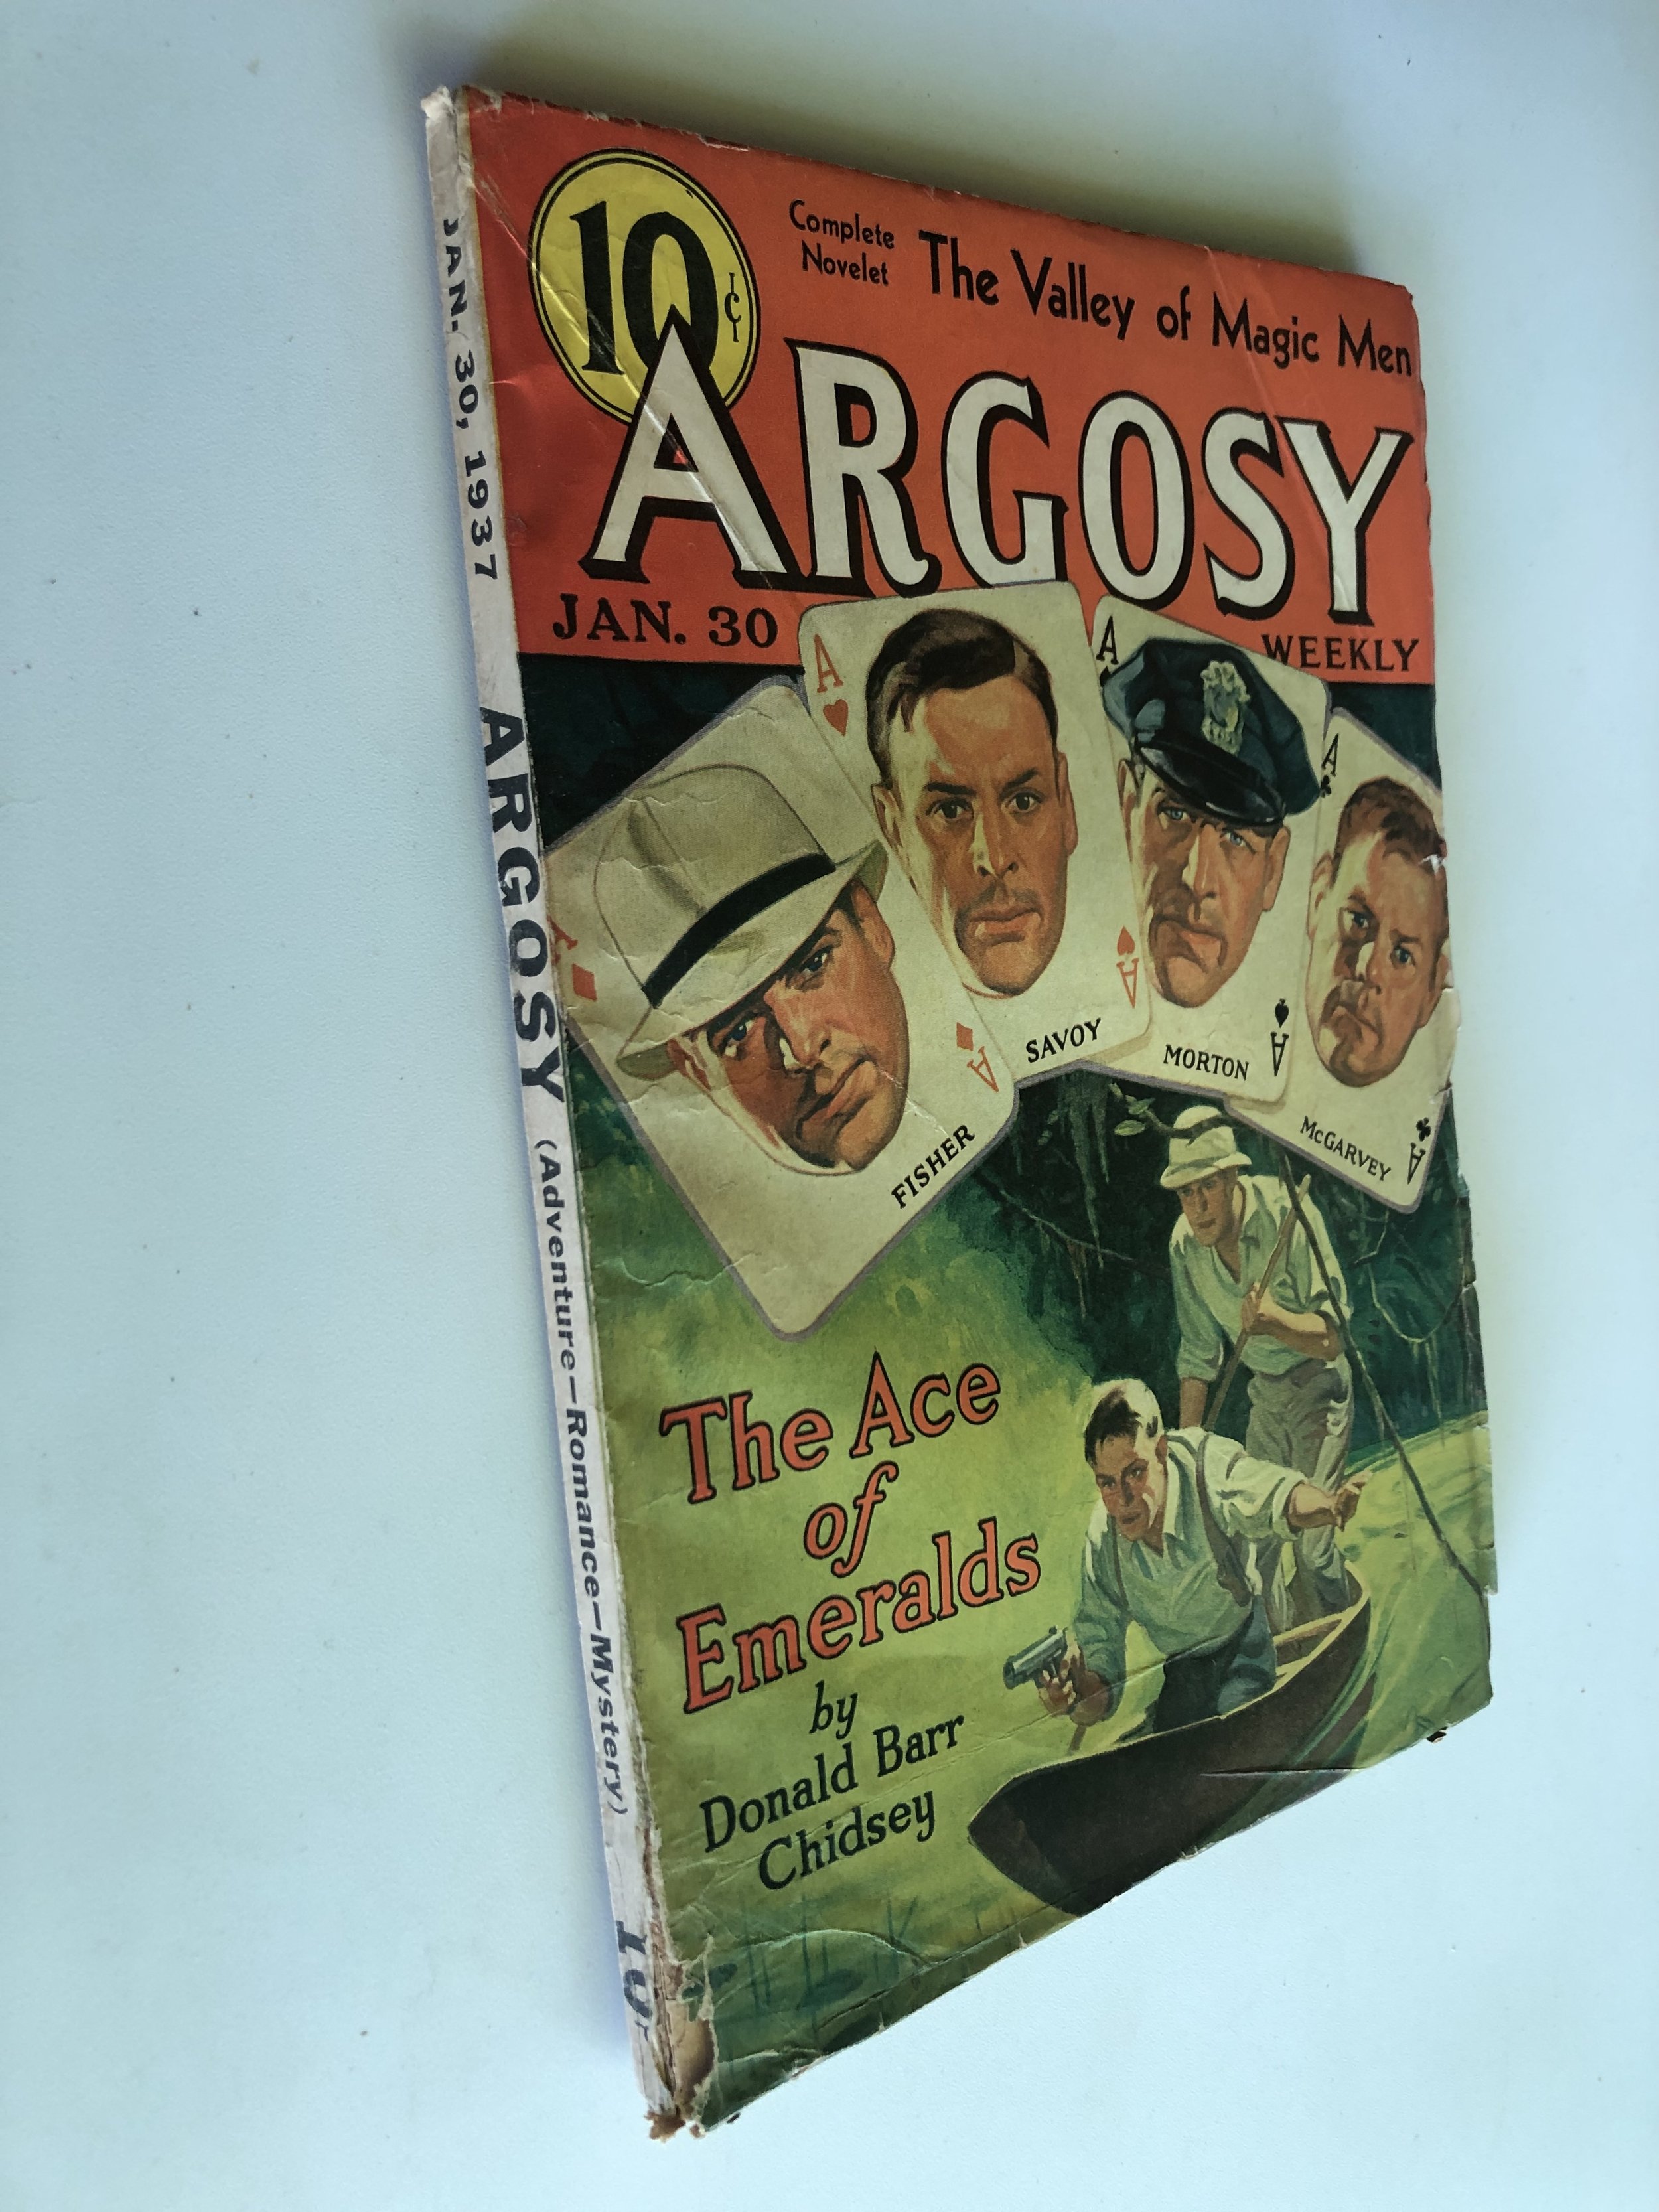 10¢
Complete
Novelet
The Valley of Magic Men
ARGOSY
JAN. 30
WEEKLY
A
A
A
A
A
SAVOY
A
MORTON
A
FISHER
McGARVEY
A
The Ace
of
Emeralds
by
Donald Barr
Chidsey
JAN. 30, 1937 ARGOSY (Adventure—Romance—Mystery) 10¢